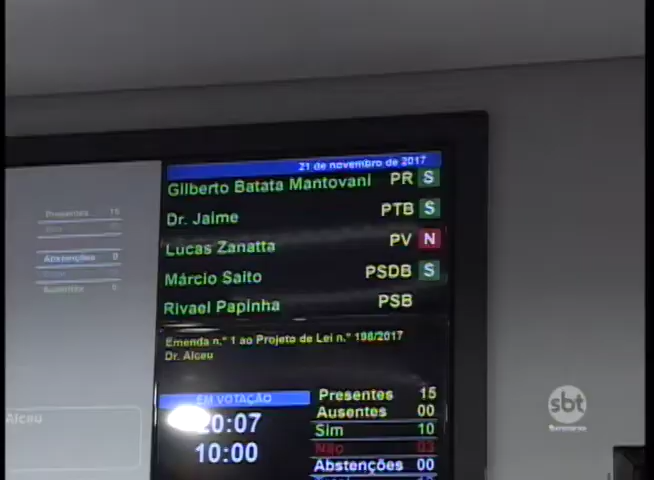 21 de novembro de 2017
Gilberto Batata Mantovani PR S
Dr. Jaime PTB S
Lucas Zanatta PV N
Márcio Saito PSDB S
Rivael Papinha PSB
Emenda n.º 1 ao Projeto de Lei n.º 198/2017
Dr. Alceu
EM VOTAÇÃO
20:07
10:00
Presentes 15
Ausentes 00
Sim 10
Não 03
Abstenções 00
Presentes 15
Abstenções 0
Ausentes
Alceu
sbt